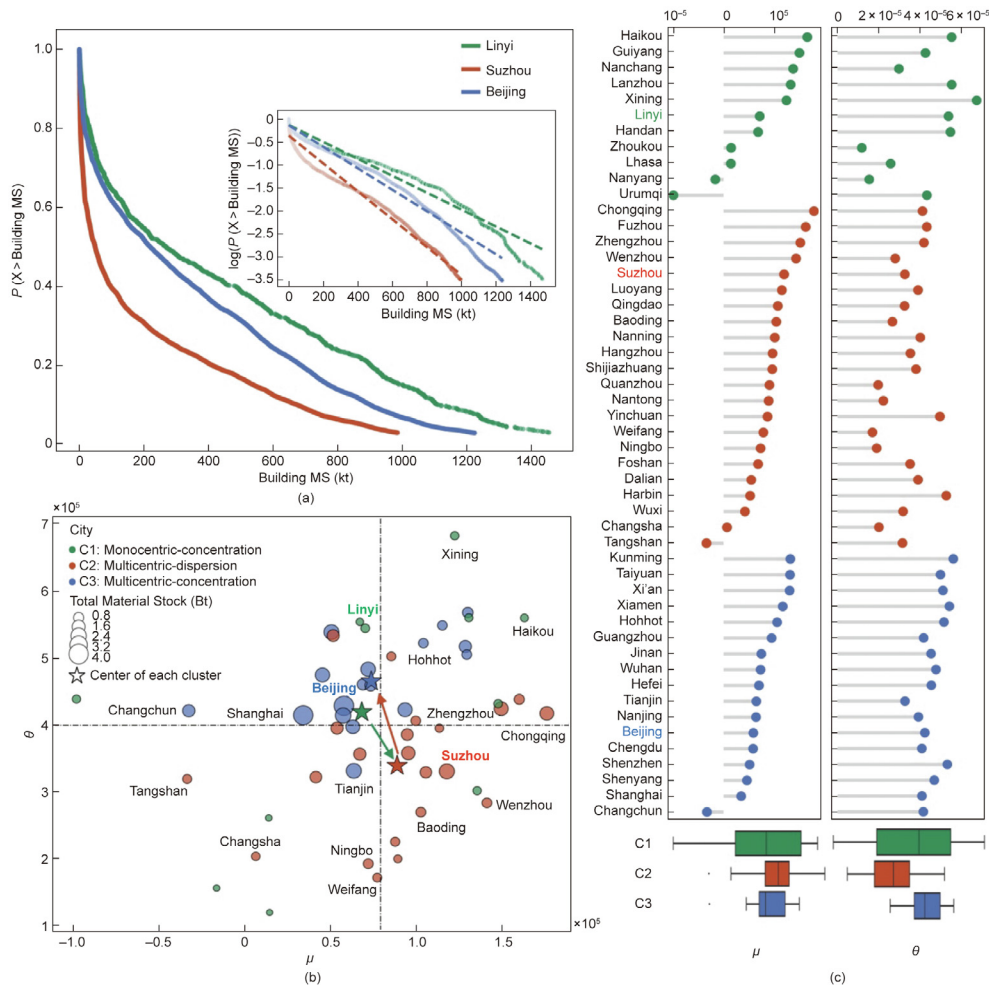 Linyi
Suzhou
Beijing
P (X > Building MS)
1.0
0.8
0.6
0.4
0.2
0
0
200
400
600
800
1000
1200
1400
Building MS (kt)
log(P (X > Building MS))
0
−0.5
−1.0
−1.5
−2.0
−2.5
−3.0
−3.5
0 200 400 600 800 1000 1200 1400
Building MS (kt)
(a)
×10⁵
7
6
5
4
3
2
1
θ
City
C1: Monocentric-concentration
C2: Multicentric-dispersion
C3: Multicentric-concentration
Total Material Stock (Bt)
0.8
1.6
2.4
3.2
4.0
Center of each cluster
Xining
Linyi
Haikou
Hohhot
Beijing
Changchun
Shanghai
Zhengzhou
Chongqing
Suzhou
Tangshan
Tianjin
Wenzhou
Baoding
Changsha
Ningbo
Weifang
−1.0
−0.5
0
0.5
1.0
1.5
×10⁵
μ
(b)
10⁻⁵ 0 10⁵
0 2×10⁻⁵ 4×10⁻⁵ 6×10⁻⁵
Haikou
Guiyang
Nanchang
Lanzhou
Xining
Linyi
Handan
Zhoukou
Lhasa
Nanyang
Urumqi
Chongqing
Fuzhou
Zhengzhou
Wenzhou
Suzhou
Luoyang
Qingdao
Baoding
Nanning
Hangzhou
Shijiazhuang
Quanzhou
Nantong
Yinchuan
Weifang
Ningbo
Foshan
Dalian
Harbin
Wuxi
Changsha
Tangshan
Kunming
Taiyuan
Xi'an
Xiamen
Hohhot
Guangzhou
Jinan
Wuhan
Hefei
Tianjin
Nanjing
Beijing
Chengdu
Shenzhen
Shenyang
Shanghai
Changchun
C1
C2
C3
μ
θ
(c)